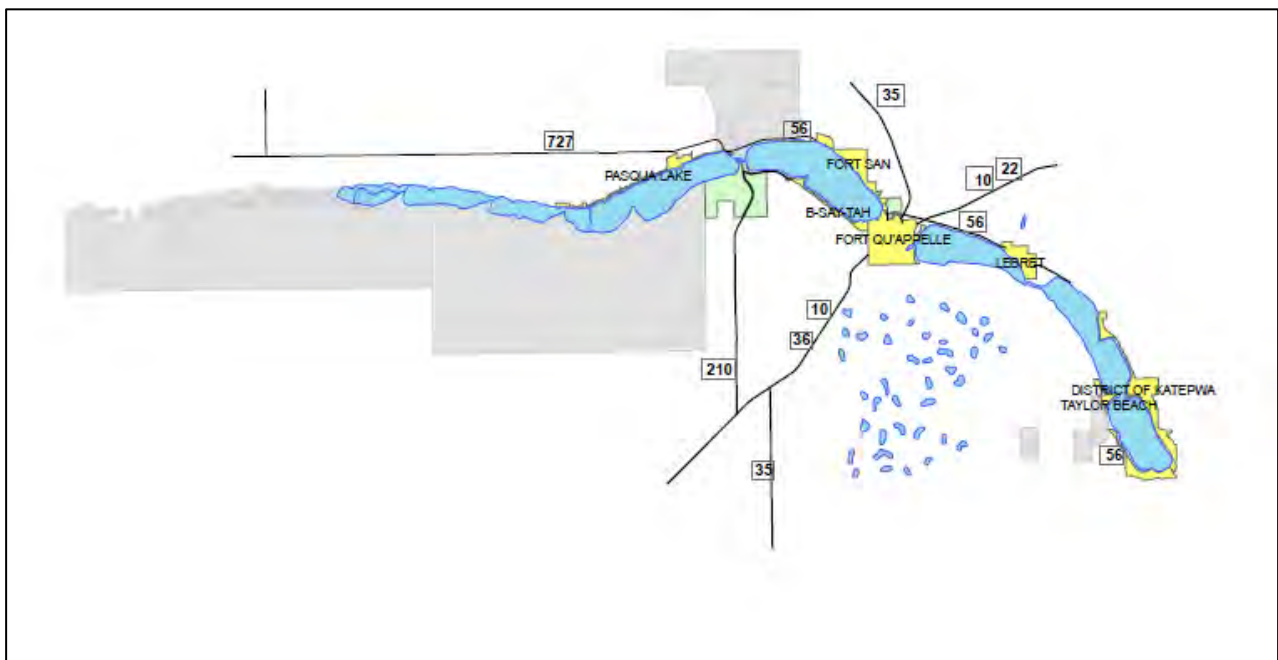 35
56
727
FORT SAN
PASQUA LAKE
22
10
B-SAY-TAH
56
FORT QU'APPELLE
LEBRET
10
36
210
DISTRICT OF KATEPWA
TAYLOR BEACH
56
35